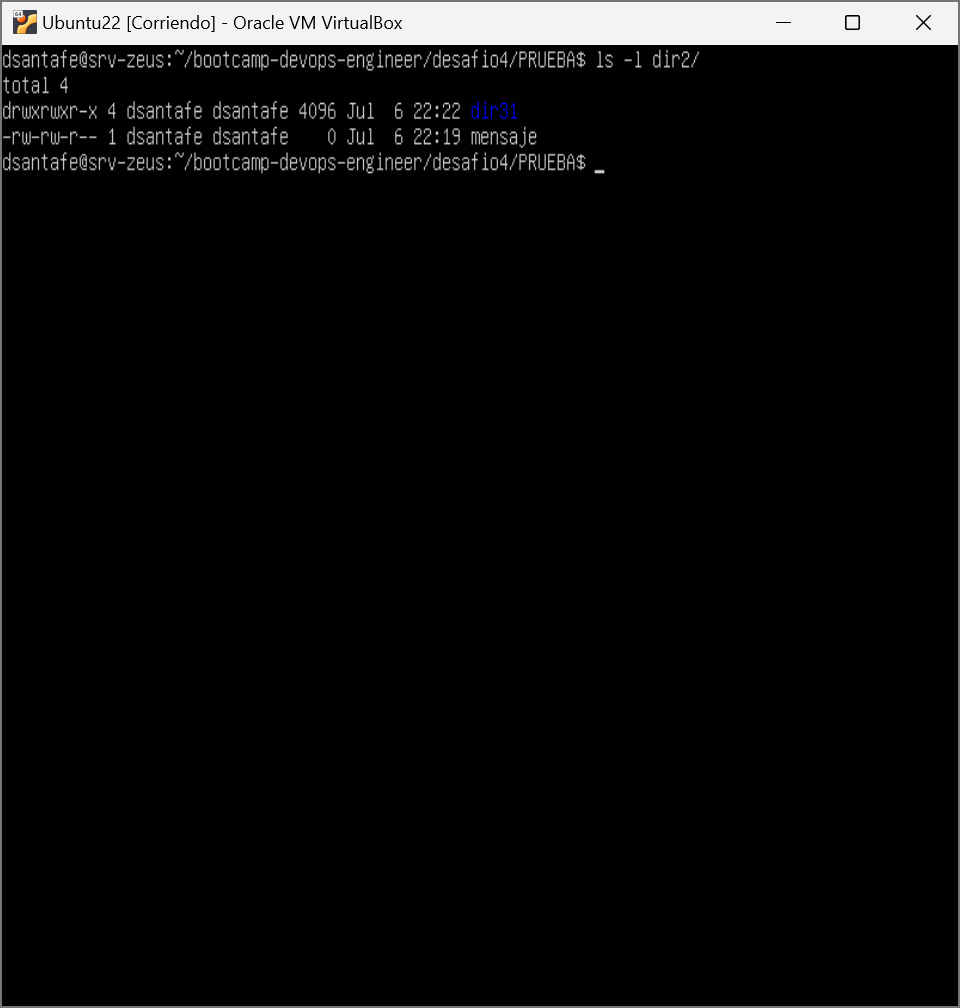 Ubuntu22 [Corriendo] - Oracle VM VirtualBox
dsantafe@srv-zeus:~/bootcamp-devops-engineer/desafio4/PRUEBA$ ls -l dir2/
total 4
drwxrwxr-x 4 dsantafe dsantafe 4096 Jul  6 22:22 dir31
-rw-rw-r-- 1 dsantafe dsantafe    0 Jul  6 22:19 mensaje
dsantafe@srv-zeus:~/bootcamp-devops-engineer/desafio4/PRUEBA$ _